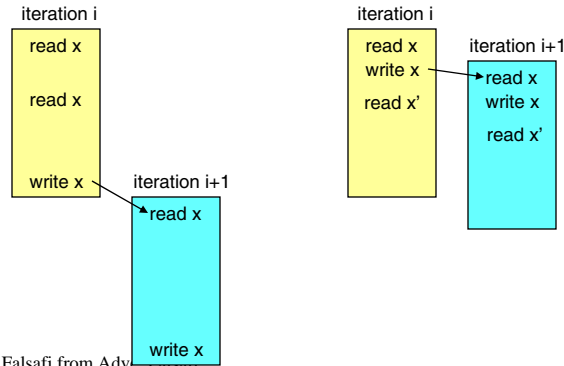 iteration i
read x
read x
write x
iteration i+1
read x
write x
iteration i
read x
write x
read x’
iteration i+1
read x
write x
read x’
Falsafi from